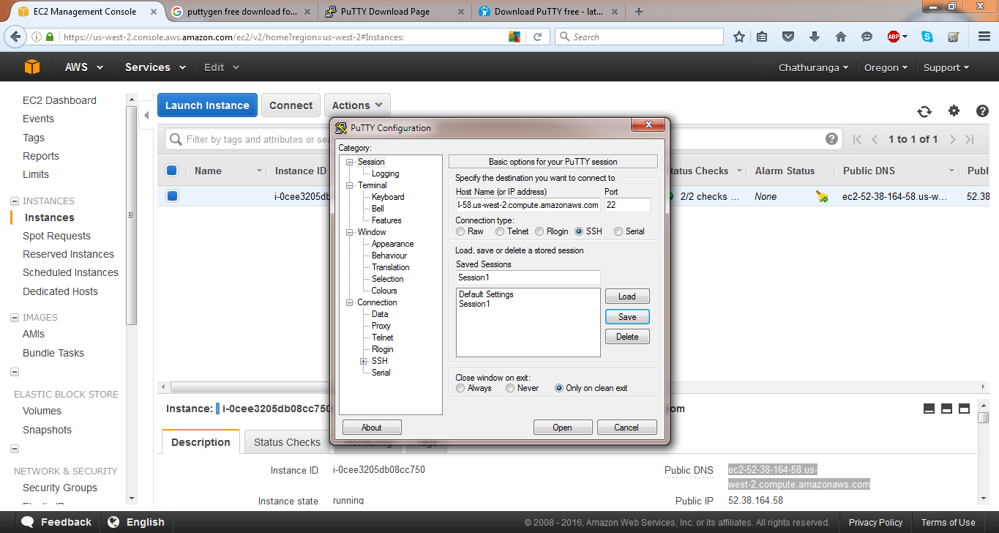 EC2 Management Console
puttygen free download fo...
PuTTY Download Page
Download PuTTY free - lat...
https://us-west-2.console.aws.amazon.com/ec2/v2/home?region=us-west-2#Instances:
Search
ABP
AWS Services Edit
Chathuranga Oregon Support
EC2 Dashboard
Events
Tags
Reports
Limits
INSTANCES
Instances
Spot Requests
Reserved Instances
Scheduled Instances
Dedicated Hosts
IMAGES
AMIs
Bundle Tasks
ELASTIC BLOCK STORE
Volumes
Snapshots
NETWORK & SECURITY
Security Groups
Launch Instance Connect Actions
Filter by tags and attributes or sea
1 to 1 of 1
Name Instance ID
tatus Checks Alarm Status Public DNS Publ
i-0cee3205db
2/2 checks ... None ec2-52-38-164-58.us-w... 52.38
PuTTY Configuration
Category:
Session
Logging
Terminal
Keyboard
Bell
Features
Window
Appearance
Behaviour
Translation
Selection
Colours
Connection
Data
Proxy
Telnet
Rlogin
SSH
Serial
Basic options for your PuTTY session
Specify the destination you want to connect to
Host Name (or IP address) Port
4-58.us-west-2.compute.amazonaws.com 22
Connection type:
Raw Telnet Rlogin SSH Serial
Load, save or delete a stored session
Saved Sessions
Session1
Default Settings
Session1
Load
Save
Delete
Close window on exit:
Always Never Only on clean exit
About Open Cancel
Instance: i-0cee3205db08cc750
om
Description Status Checks Monitoring Tags
Instance ID i-0cee3205db08cc750
Public DNS ec2-52-38-164-58.us-
west-2.compute.amazonaws.com
Instance state running
Public IP 52.38.164.58
Feedback English
© 2008 - 2016, Amazon Web Services, Inc. or its affiliates. All rights reserved. Privacy Policy Terms of Use